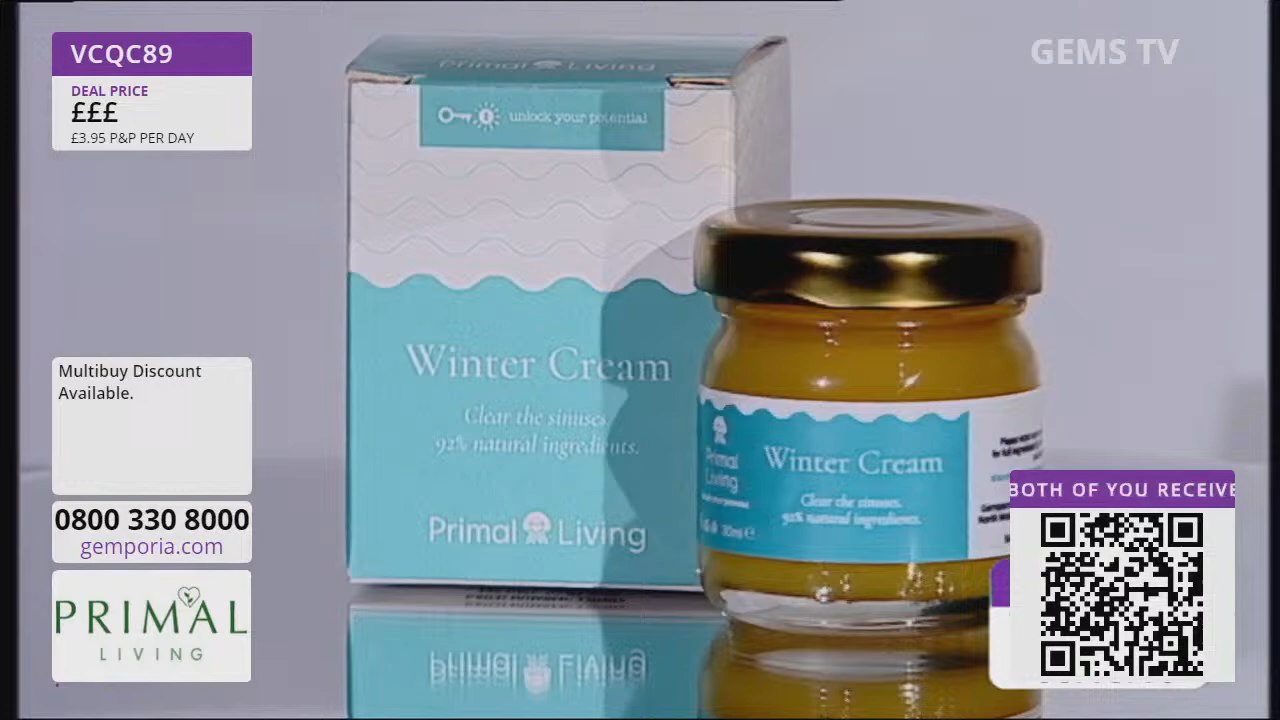 VCQC89
DEAL PRICE
£££
£3.95 P&P PER DAY
GEMS TV
Primal Living
unlock your potential
Winter Cream
Clear the sinuses.
92% natural ingredients.
Primal Living
Primal
Living
Winter Cream
Clear the sinuses.
92% natural ingredients.
30ml
Multibuy Discount
Available.
0800 330 8000
gemporia.com
PRIMAL
LIVING
BOTH OF YOU RECEIVE